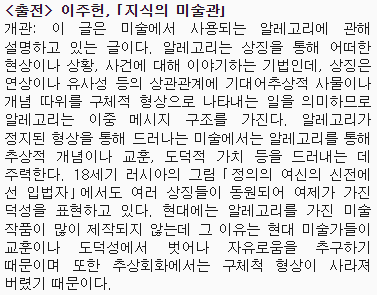 <출전> 이주헌, 「지식의 미술관」
개관: 이 글은 미술에서 사용되는 알레고리에 관해
설명하고 있는 글이다. 알레고리는 상징을 통해 어떠한
현상이나 상황, 사건에 대해 이야기하는 기법인데, 상징은
연상이나 유사성 등의 상관관계에 기대어추상적 사물이나
개념 따위를 구체적 형상으로 나타내는 일을 의미하므로
알레고리는 이중 메시지 구조를 가진다. 알레고리가
정지된 형상을 통해 드러나는 미술에서는 알레고리를 통해
추상적 개념이나 교훈, 도덕적 가치 등을 드러내는 데
주력한다. 18세기 러시아의 그림 「정의의 여신의 신전에
선 입법자」에서도 여러 상징들이 동원되어 여제가 가진
덕성을 표현하고 있다. 현대에는 알레고리를 가진 미술
작품이 많이 제작되지 않는데 그 이유는 현대 미술가들이
교훈이나 도덕성에서 벗어나 자유로움을 추구하기
때문이며 또한 추상회화에서는 구체적 형상이 사라져
버렸기 때문이다.